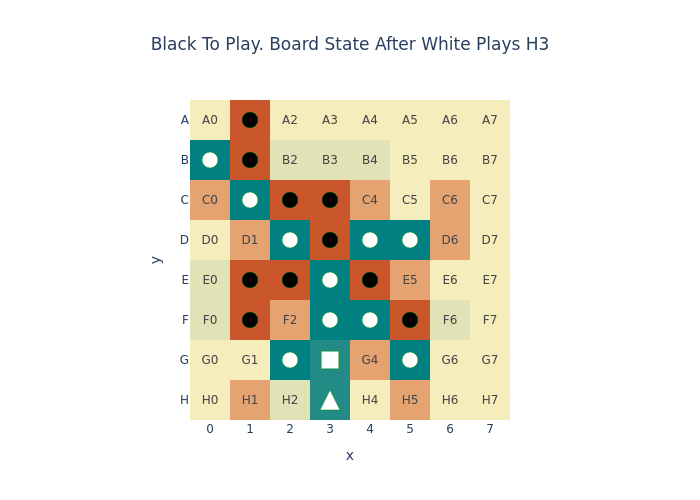 Black To Play. Board State After White Plays H3
A A0 A2 A3 A4 A5 A6 A7
B B2 B3 B4 B5 B6 B7
C C0 C4 C5 C6 C7
D D0 D1 D6 D7
y
E E0 E5 E6 E7
F F0 F2 F6 F7
G G0 G1 G4 G6 G7
H H0 H1 H2 H4 H5 H6 H7
0 1 2 3 4 5 6 7
x